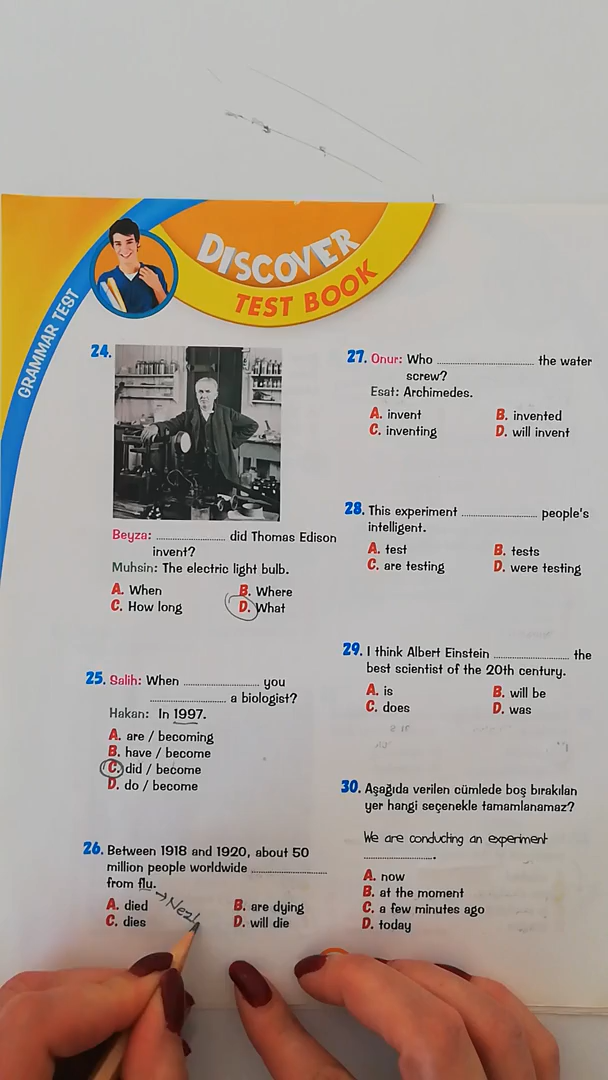 DISCOVER
TEST BOOK
GRAMMAR TEST
24.
Beyza: ........................ did Thomas Edison
invent?
Muhsin: The electric light bulb.
A. When
B. Where
C. How long
D. What
25. Salih: When ........................ you
........................ a biologist?
Hakan: In 1997.
A. are / becoming
B. have / become
C. did / become
D. do / become
26. Between 1918 and 1920, about 50
million people worldwide ........................
from flu.
A. died
B. are dying
C. dies
D. will die
27. Onur: Who ........................ the water
screw?
Esat: Archimedes.
A. invent
B. invented
C. inventing
D. will invent
28. This experiment ........................ people's
intelligent.
A. test
B. tests
C. are testing
D. were testing
29. I think Albert Einstein ........................ the
best scientist of the 20th century.
A. is
B. will be
C. does
D. was
30. Aşağıda verilen cümlede boş bırakılan
yer hangi seçenekle tamamlanamaz?
We are conducting an experiment
.........................
A. now
B. at the moment
C. a few minutes ago
D. today